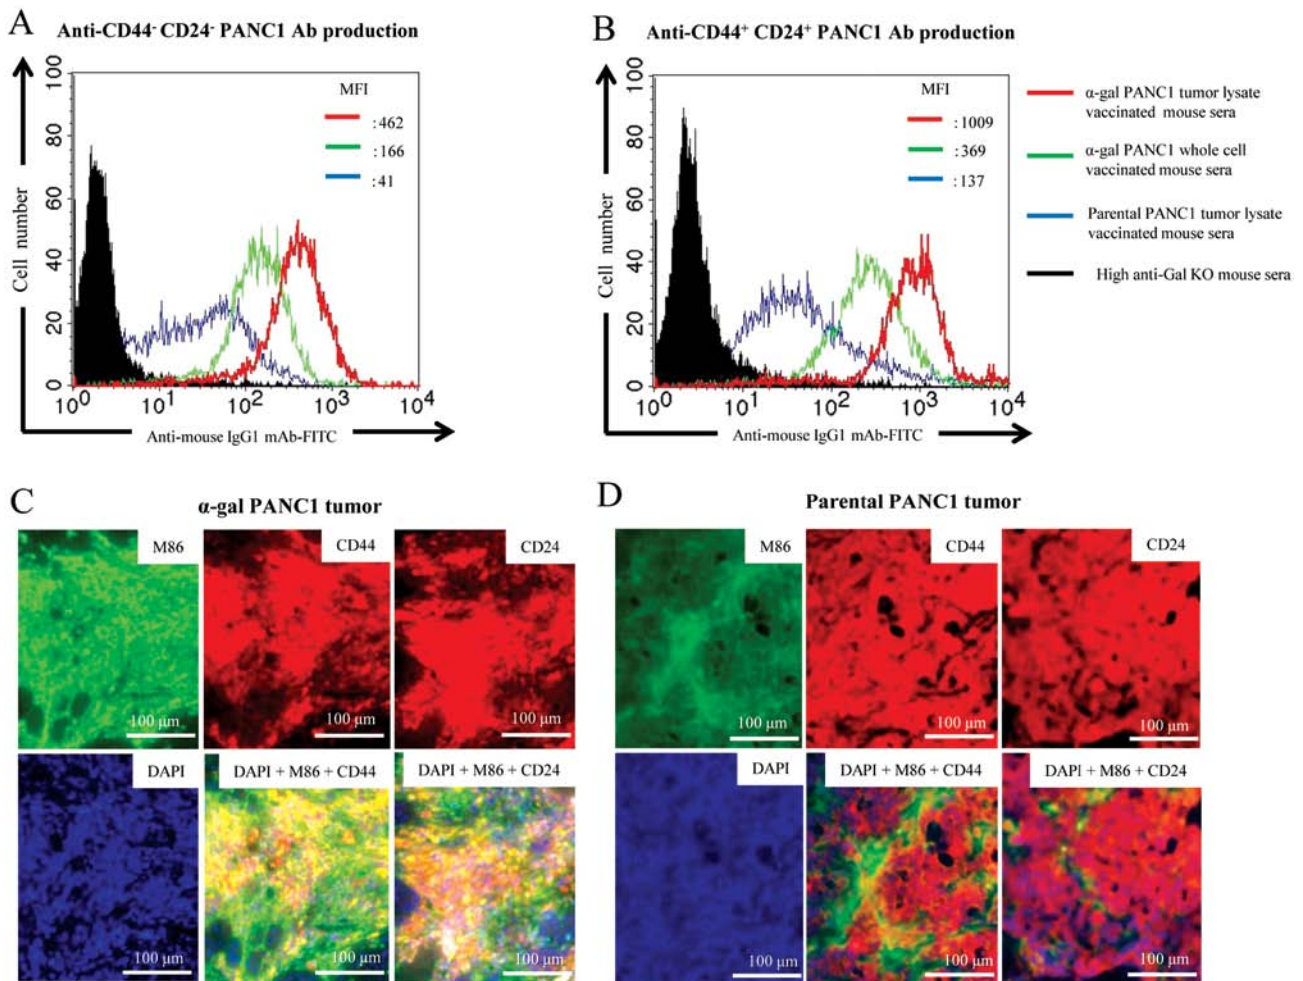 A
Anti-CD44⁻ CD24⁻ PANC1 Ab production
MFI
:462
:166
:41
Cell number
0 20 40 60 80 100
10⁰ 10¹ 10² 10³ 10⁴
Anti-mouse IgG1 mAb-FITC
B
Anti-CD44⁺ CD24⁺ PANC1 Ab production
MFI
:1009
:369
:137
Cell number
0 20 40 60 80 100
10⁰ 10¹ 10² 10³ 10⁴
Anti-mouse IgG1 mAb-FITC
α-gal PANC1 tumor lysate
vaccinated mouse sera
α-gal PANC1 whole cell
vaccinated mouse sera
Parental PANC1 tumor lysate
vaccinated mouse sera
High anti-Gal KO mouse sera
C
α-gal PANC1 tumor
M86
100 μm
CD44
100 μm
CD24
100 μm
DAPI
100 μm
DAPI + M86 + CD44
100 μm
DAPI + M86 + CD24
100 μm
D
Parental PANC1 tumor
M86
100 μm
CD44
100 μm
CD24
100 μm
DAPI
100 μm
DAPI + M86 + CD44
100 μm
DAPI + M86 + CD24
100 μm